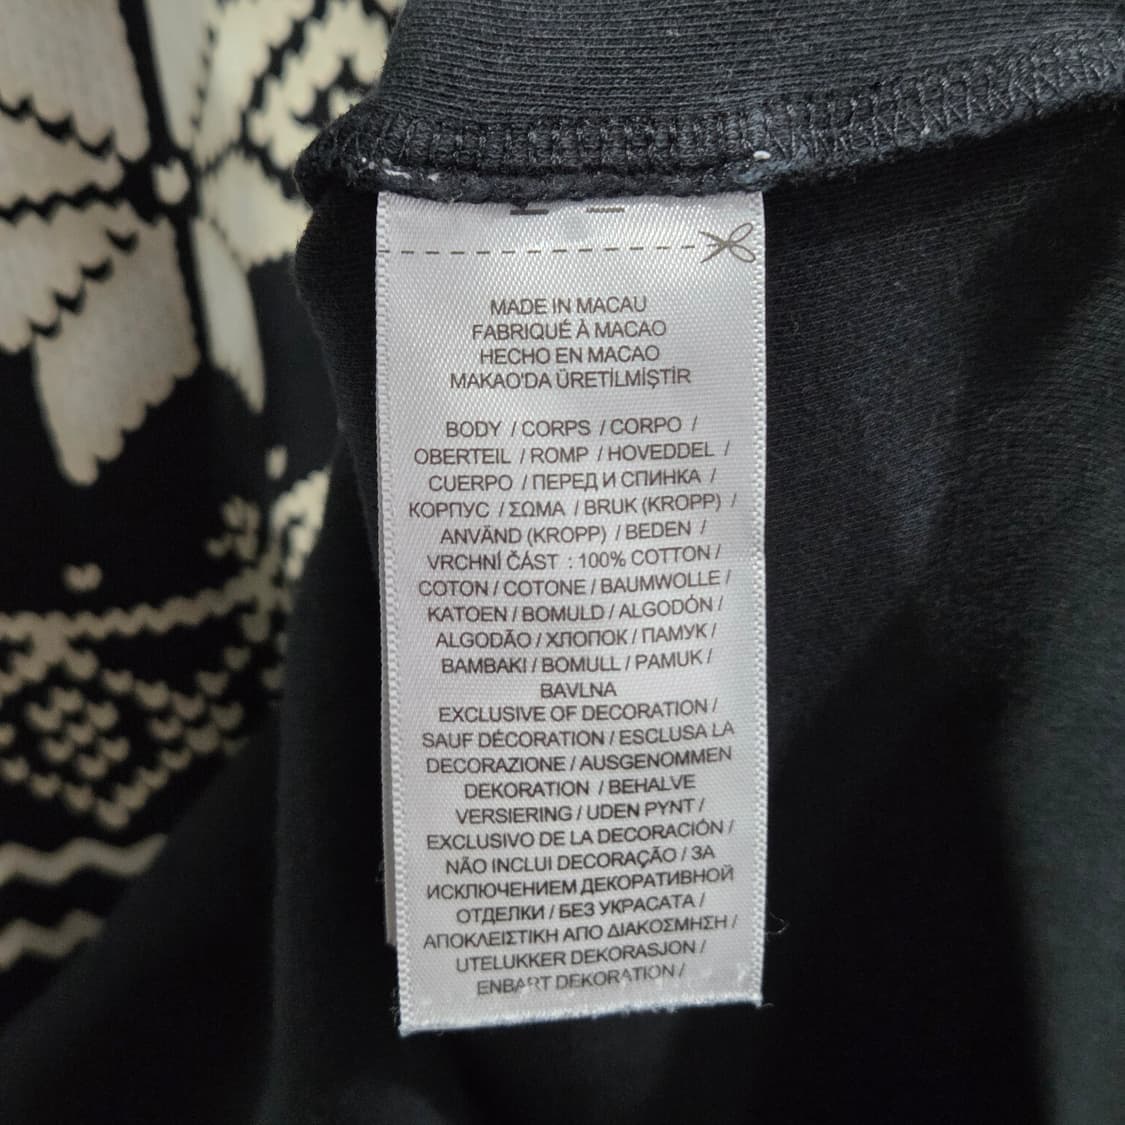 MADE IN MACAU
FABRIQUÉ À MACAO
HECHO EN MACAO
MAKAO'DA ÜRETİLMİŞTİR
BODY / CORPS / CORPO /
OBERTEIL / ROMP / HOVEDDEL /
CUERPO / ПЕРЕД И СПИНКА /
КОРПУС / ΣΩΜΑ / BRUK (KROPP) /
ANVÄND (KROPP) / BEDEN /
VRCHNÍ ČÁST : 100% COTTON /
COTON / COTONE / BAUMWOLLE /
KATOEN / BOMULD / ALGODÓN /
ALGODÃO / ХЛОПОК / ПАМУК /
BAMBAKI / BOMULL / PAMUK /
BAVLNA
EXCLUSIVE OF DECORATION /
SAUF DÉCORATION / ESCLUSA LA
DECORAZIONE / AUSGENOMMEN
DEKORATION / BEHALVE
VERSIERING / UDEN PYNT /
EXCLUSIVO DE LA DECORACIÓN /
NÃO INCLUI DECORAÇÃO / ЗА
ИСКЛЮЧЕНИЕМ ДЕКОРАТИВНОЙ
ОТДЕЛКИ / БЕЗ УКРАСАТА /
ΑΠΟΚΛΕΙΣΤΙΚΗ ΑΠΟ ΔΙΑΚΟΣΜΗΣΗ /
UTELUKKER DEKORASJON /
ENBART DEKORATION /